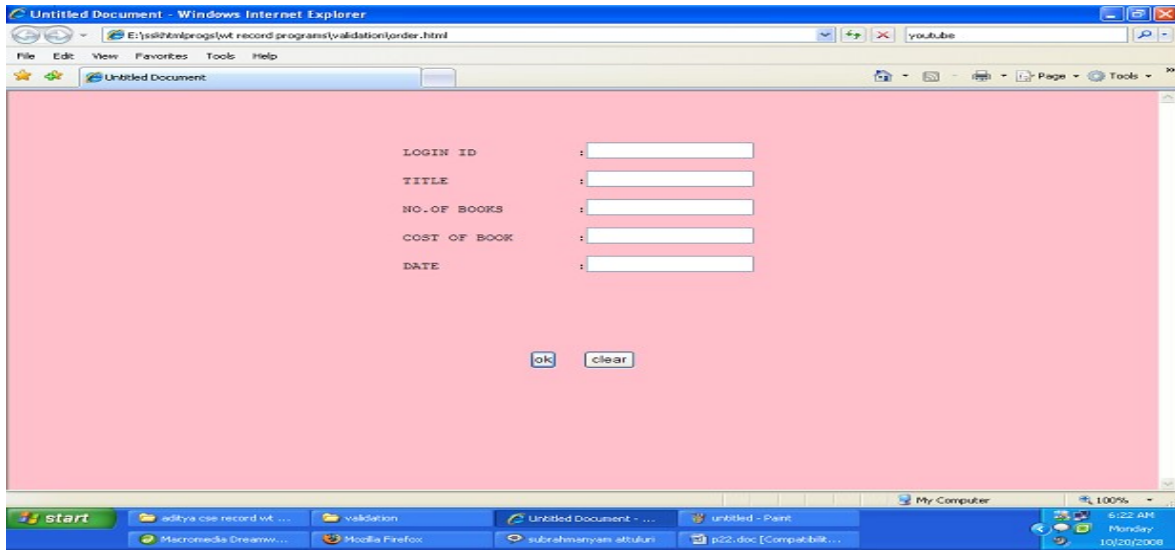 Untitled Document - Windows Internet Explorer
E:\ssk\htmlprogs\wt record programs\validation\order.html
youtube
File Edit View Favorites Tools Help
Untitled Document
Page Tools
LOGIN ID :
TITLE :
NO.OF BOOKS :
COST OF BOOK :
DATE :
ok clear
My Computer 100%
start aditya cse record wt ... validation Untitled Document - ... untitled - Paint 6:22 AM
Monday
Macromedia Dreamw... Mozilla Firefox subrahmanyam attuluri p22.doc [Compatibilit... 10/20/2008